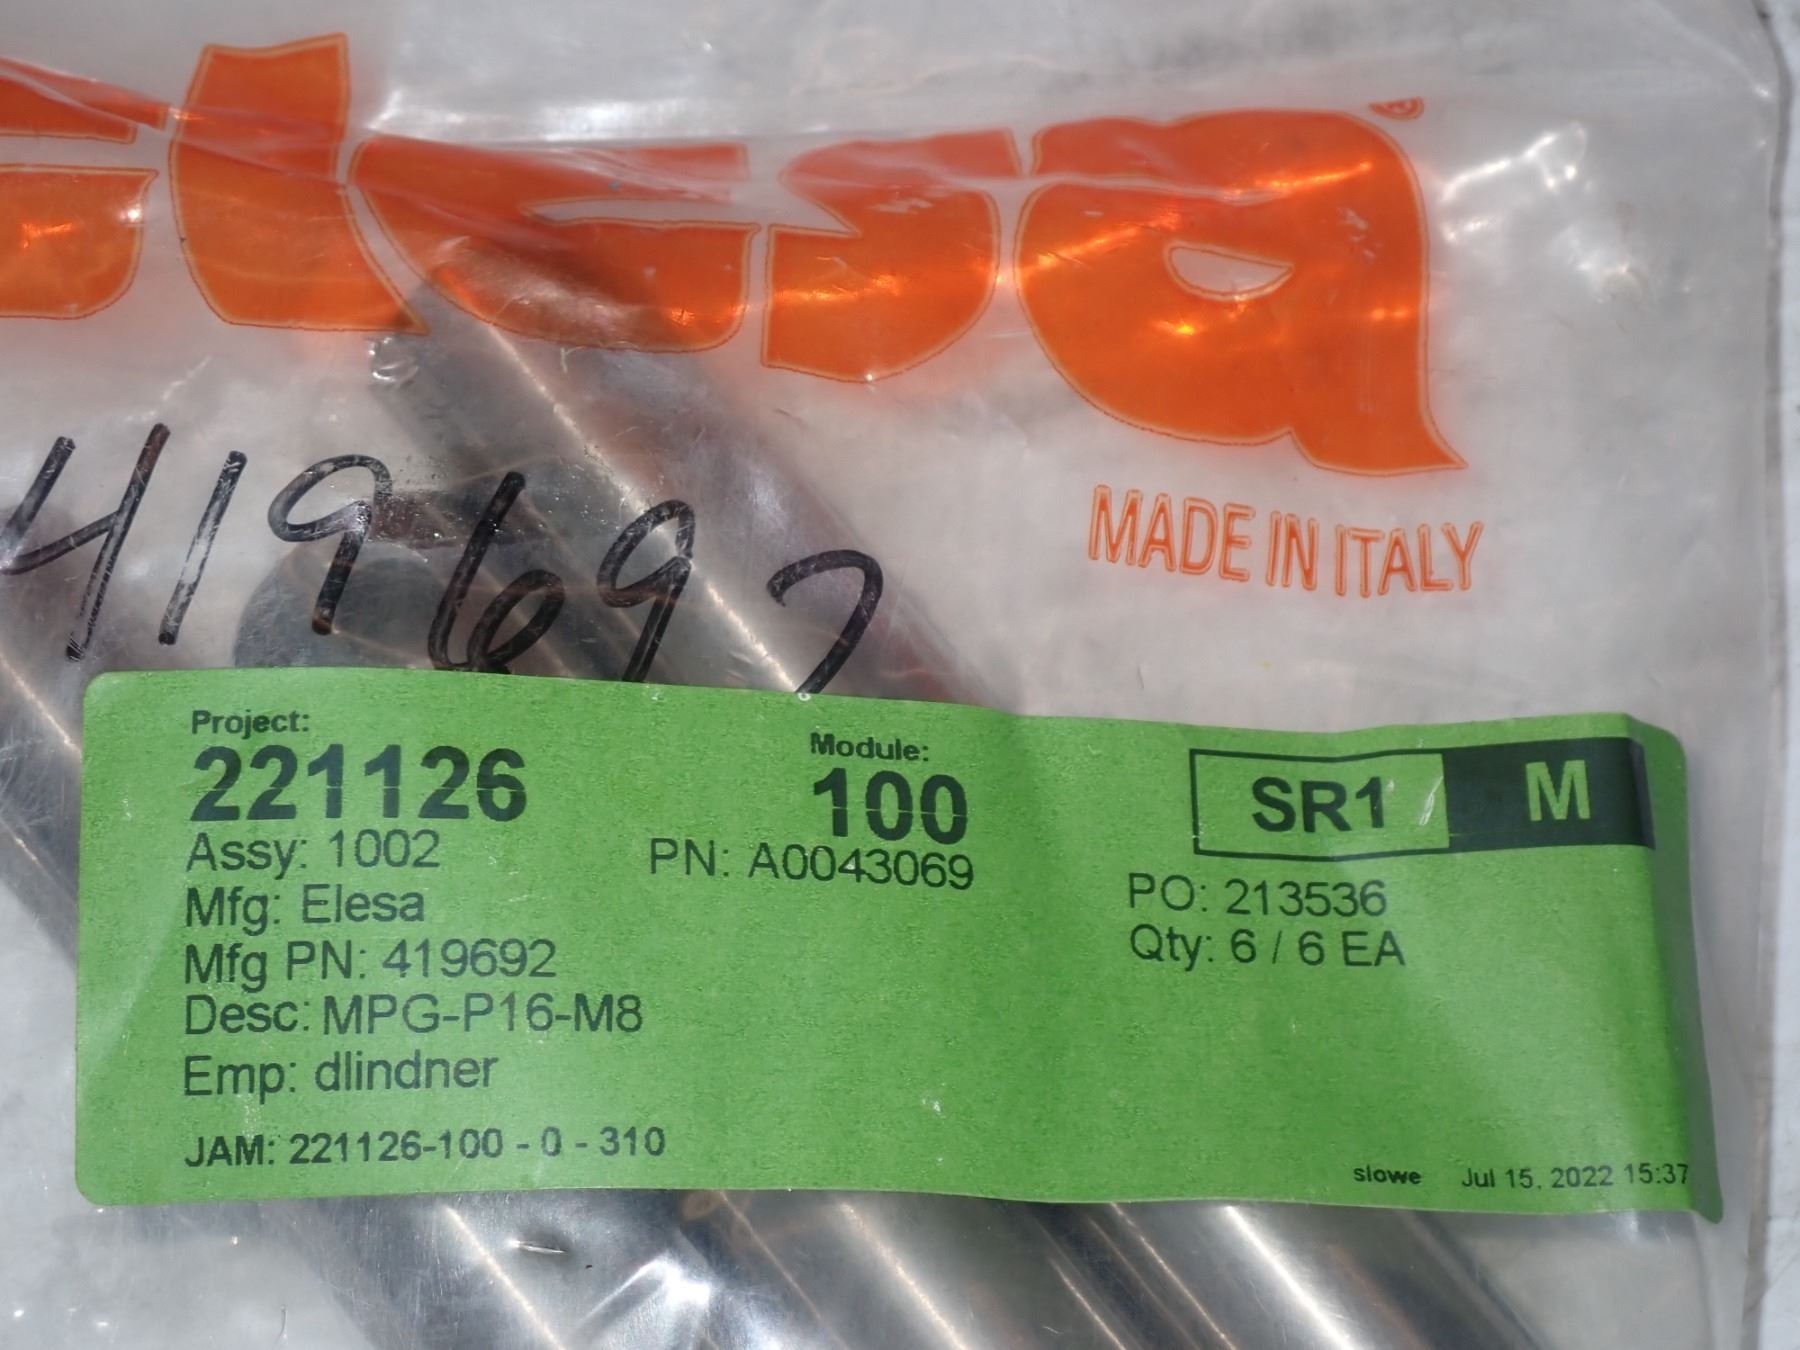 elesa®
MADE IN ITALY
419692
Project:
221126
Module:
100
SR1 M
Assy: 1002
PN: A0043069
PO: 213536
Mfg: Elesa
Qty: 6 / 6 EA
Mfg PN: 419692
Desc: MPG-P16-M8
Emp: dlindner
JAM: 221126-100 - 0 - 310
slowe Jul 15, 2022 15:37